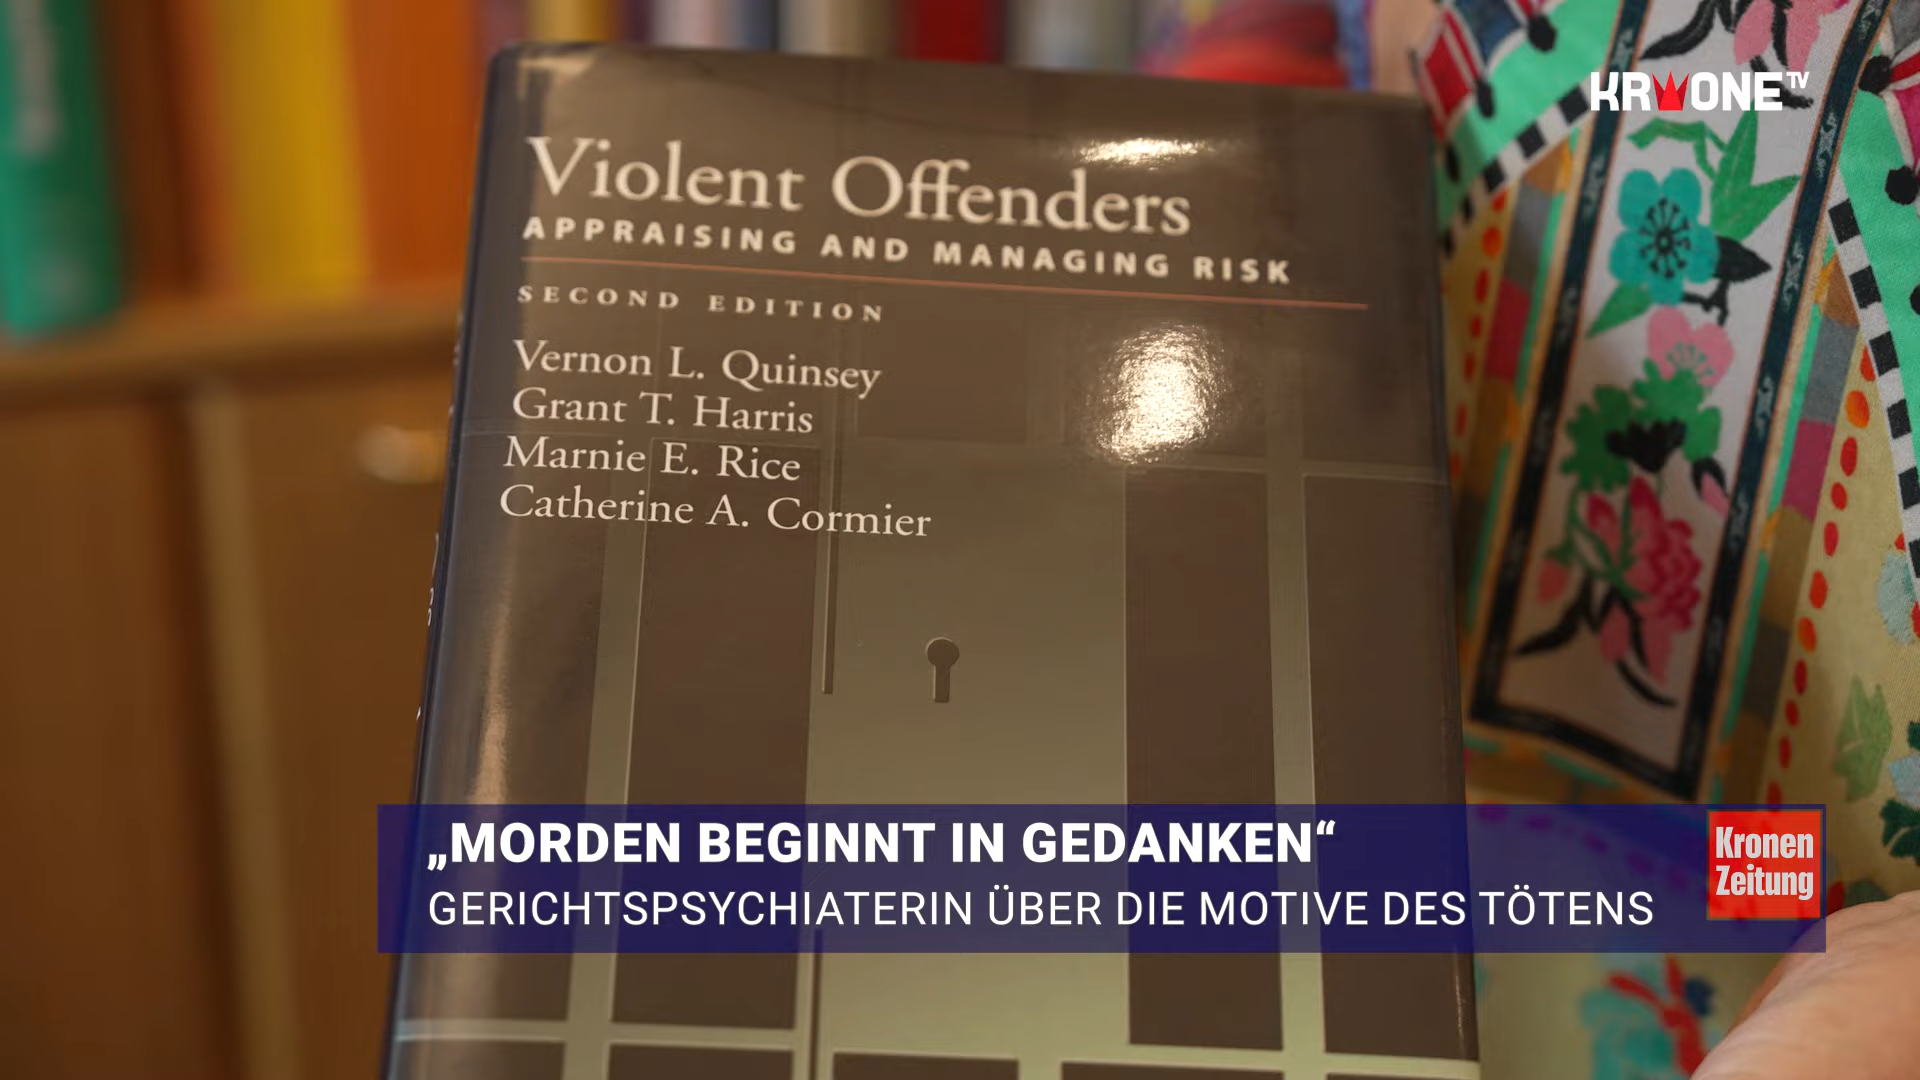 KRONE TV
Violent Offenders
APPRAISING AND MANAGING RISK
SECOND EDITION
Vernon L. Quinsey
Grant T. Harris
Marnie E. Rice
Catherine A. Cormier
„MORDEN BEGINNT IN GEDANKEN“
GERICHTSPSYCHIATERIN ÜBER DIE MOTIVE DES TÖTENS
Kronen
Zeitung